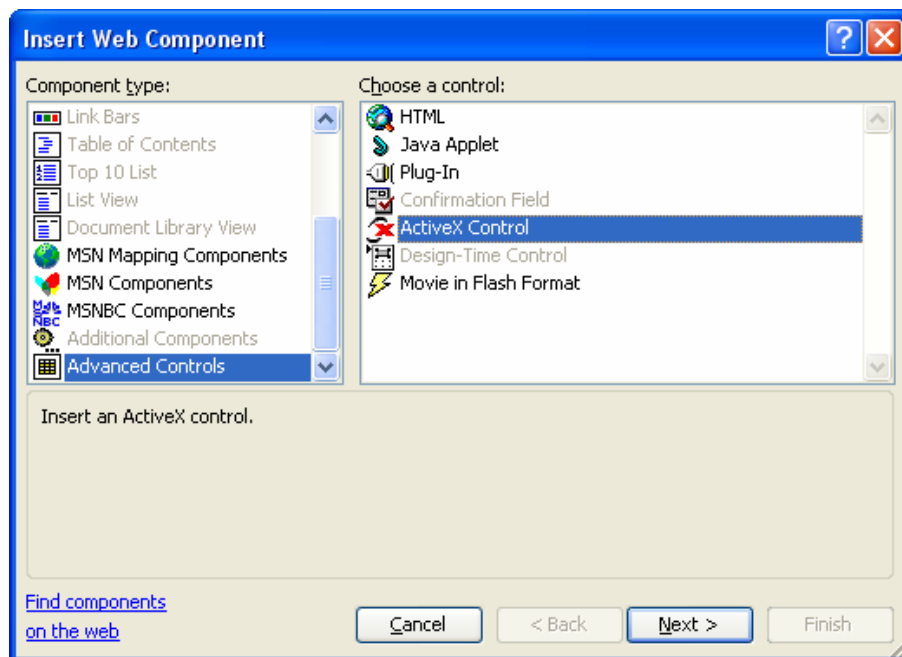 Insert Web Component
Component type:
Link Bars
Table of Contents
Top 10 List
List View
Document Library View
MSN Mapping Components
MSN Components
MSNBC Components
Additional Components
Advanced Controls
Choose a control:
HTML
Java Applet
Plug-In
Confirmation Field
ActiveX Control
Design-Time Control
Movie in Flash Format
Insert an ActiveX control.
Find components
on the web
Cancel
< Back
Next >
Finish